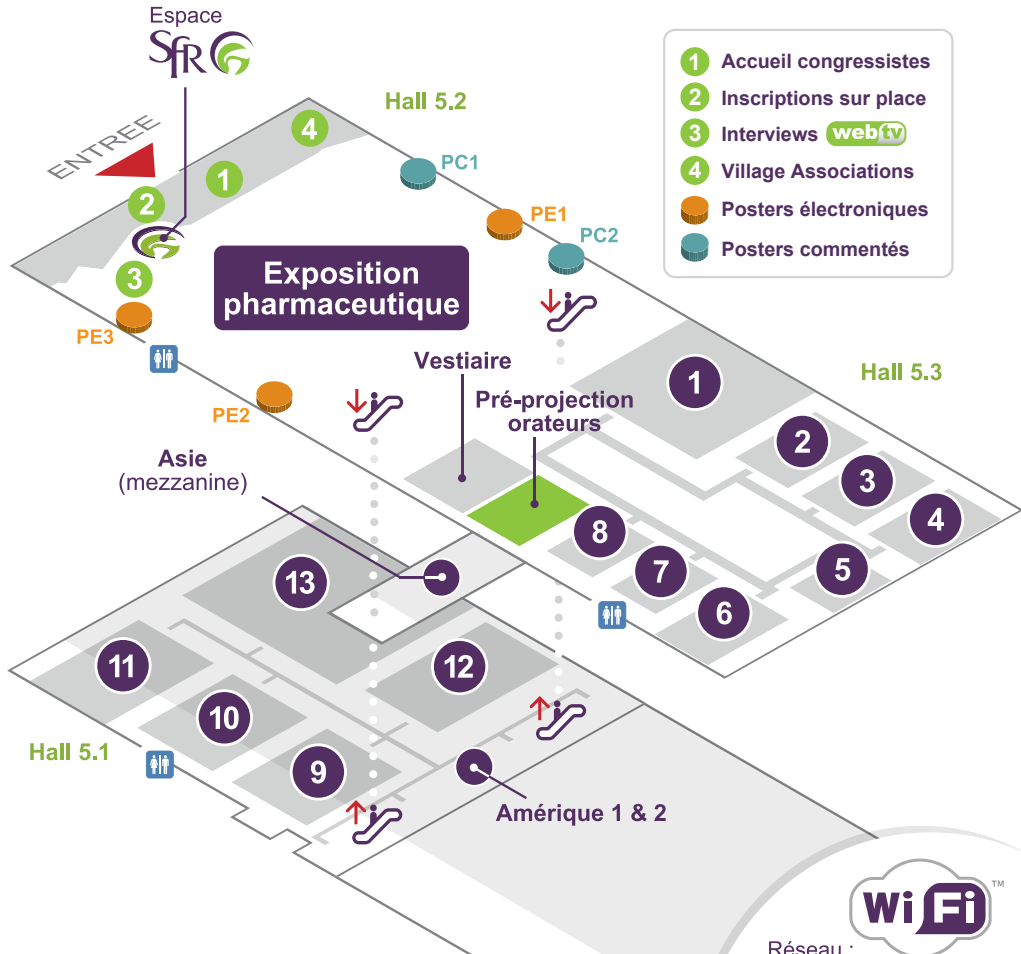 Espace
SfR
Hall 5.2
ENTREE
4
1
2
3
PC1
PE1
PC2
PE3
PE2
1 Accueil congressistes
2 Inscriptions sur place
3 Interviews webtv
4 Village Associations
Posters électroniques
Posters commentés
Exposition
pharmaceutique
Vestiaire
Pré-projection
orateurs
Hall 5.3
1
2
3
4
5
6
7
8
Asie
(mezzanine)
13
12
11
10
9
Hall 5.1
Amérique 1 & 2
Wi Fi TM
Réseau :